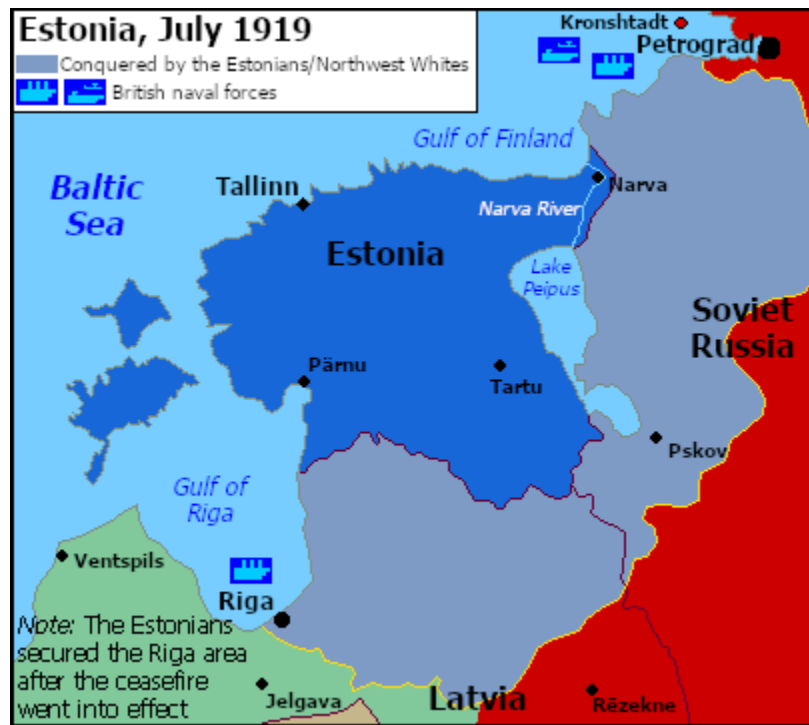 Estonia, July 1919
Conquered by the Estonians/Northwest Whites
British naval forces
Kronshtadt
Petrograd
Gulf of Finland
Baltic
Sea
Tallinn
Narva
Narva River
Estonia
Lake
Peipus
Soviet
Russia
Pärnu
Tartu
Pskov
Gulf of
Riga
Ventspils
Riga
Note: The Estonians
secured the Riga area
after the ceasefire
went into effect
Jelgava
Latvia
Rēzekne